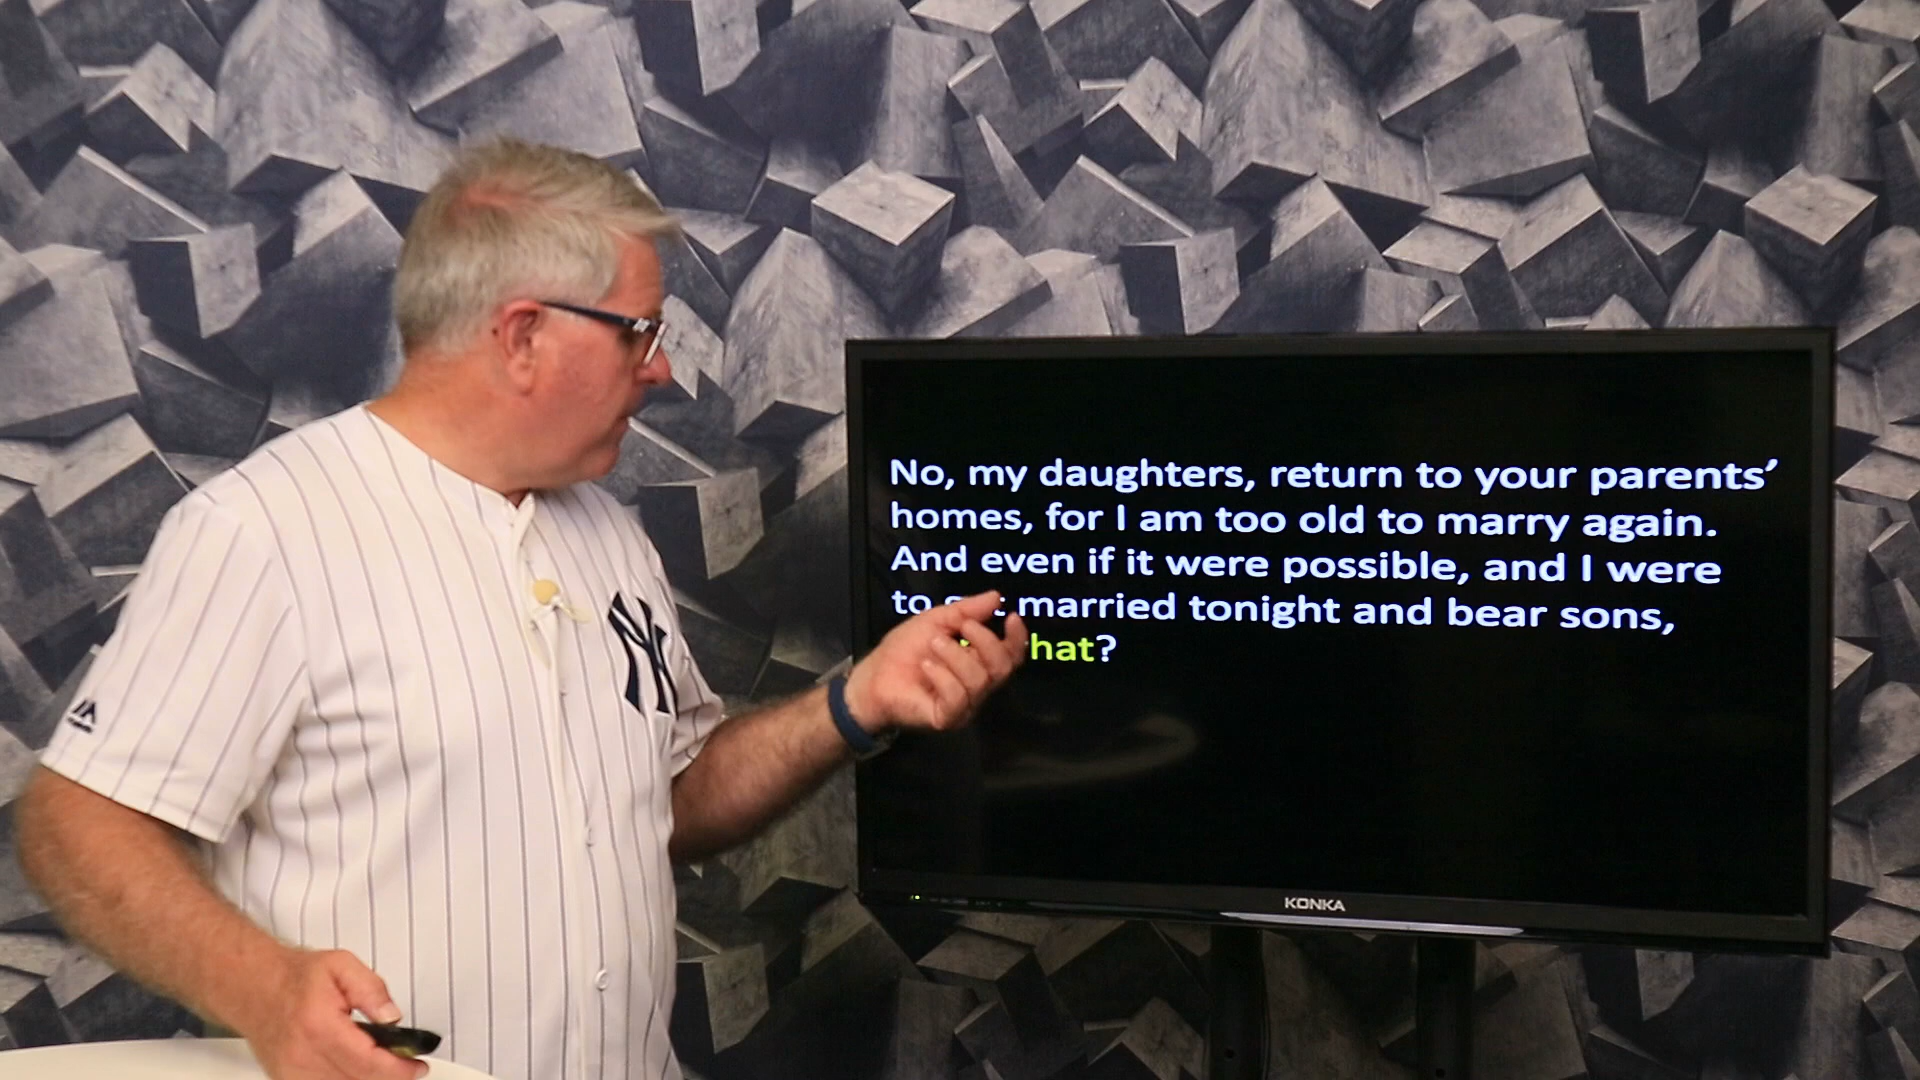 No, my daughters, return to your parents’
homes, for I am too old to marry again.
And even if it were possible, and I were
to married tonight and bear sons,
hat?
KONKA
NY